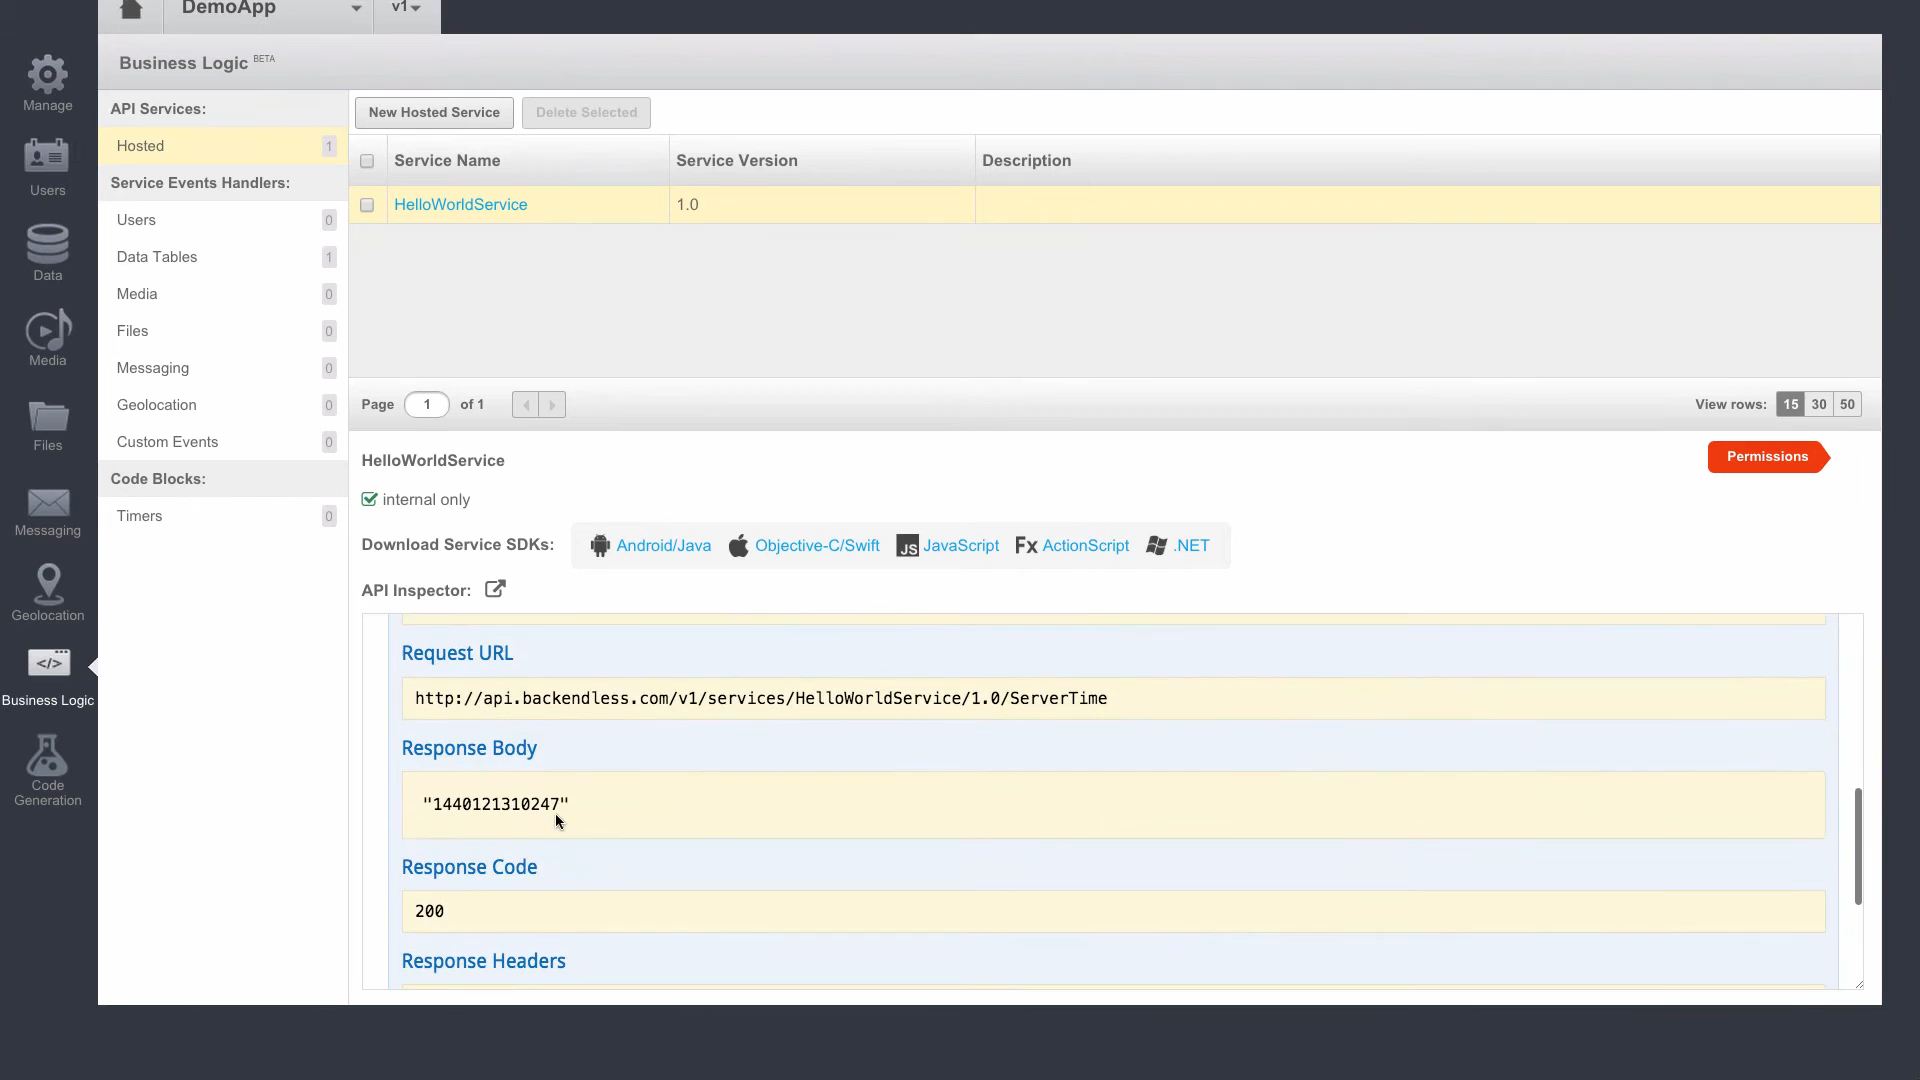 DemoApp
v1
Business Logic BETA
Manage
Users
Data
Media
Files
Messaging
Geolocation
Business Logic
Code
Generation
API Services:
Hosted 1
Service Events Handlers:
Users 0
Data Tables 1
Media 0
Files 0
Messaging 0
Geolocation 0
Custom Events 0
Code Blocks:
Timers 0
New Hosted Service Delete Selected
Service Name Service Version Description
HelloWorldService 1.0
Page 1 of 1 View rows: 15 30 50
HelloWorldService Permissions
internal only
Download Service SDKs: Android/Java Objective-C/Swift JS JavaScript Fx ActionScript .NET
API Inspector:
Request URL
http://api.backendless.com/v1/services/HelloWorldService/1.0/ServerTime
Response Body
"1440121310247"
Response Code
200
Response Headers